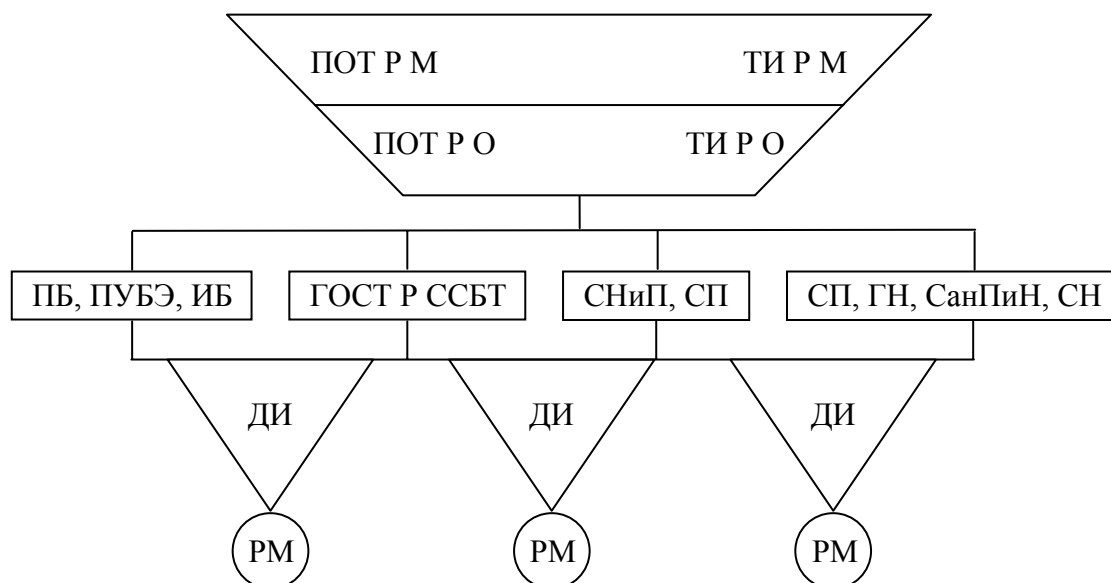 ПОТ Р М ТИ Р М
ПОТ Р О ТИ Р О
ПБ, ПУБЭ, ИБ ГОСТ Р ССБТ СНиП, СП СП, ГН, СанПиН, СН
ДИ ДИ ДИ
РМ РМ РМ